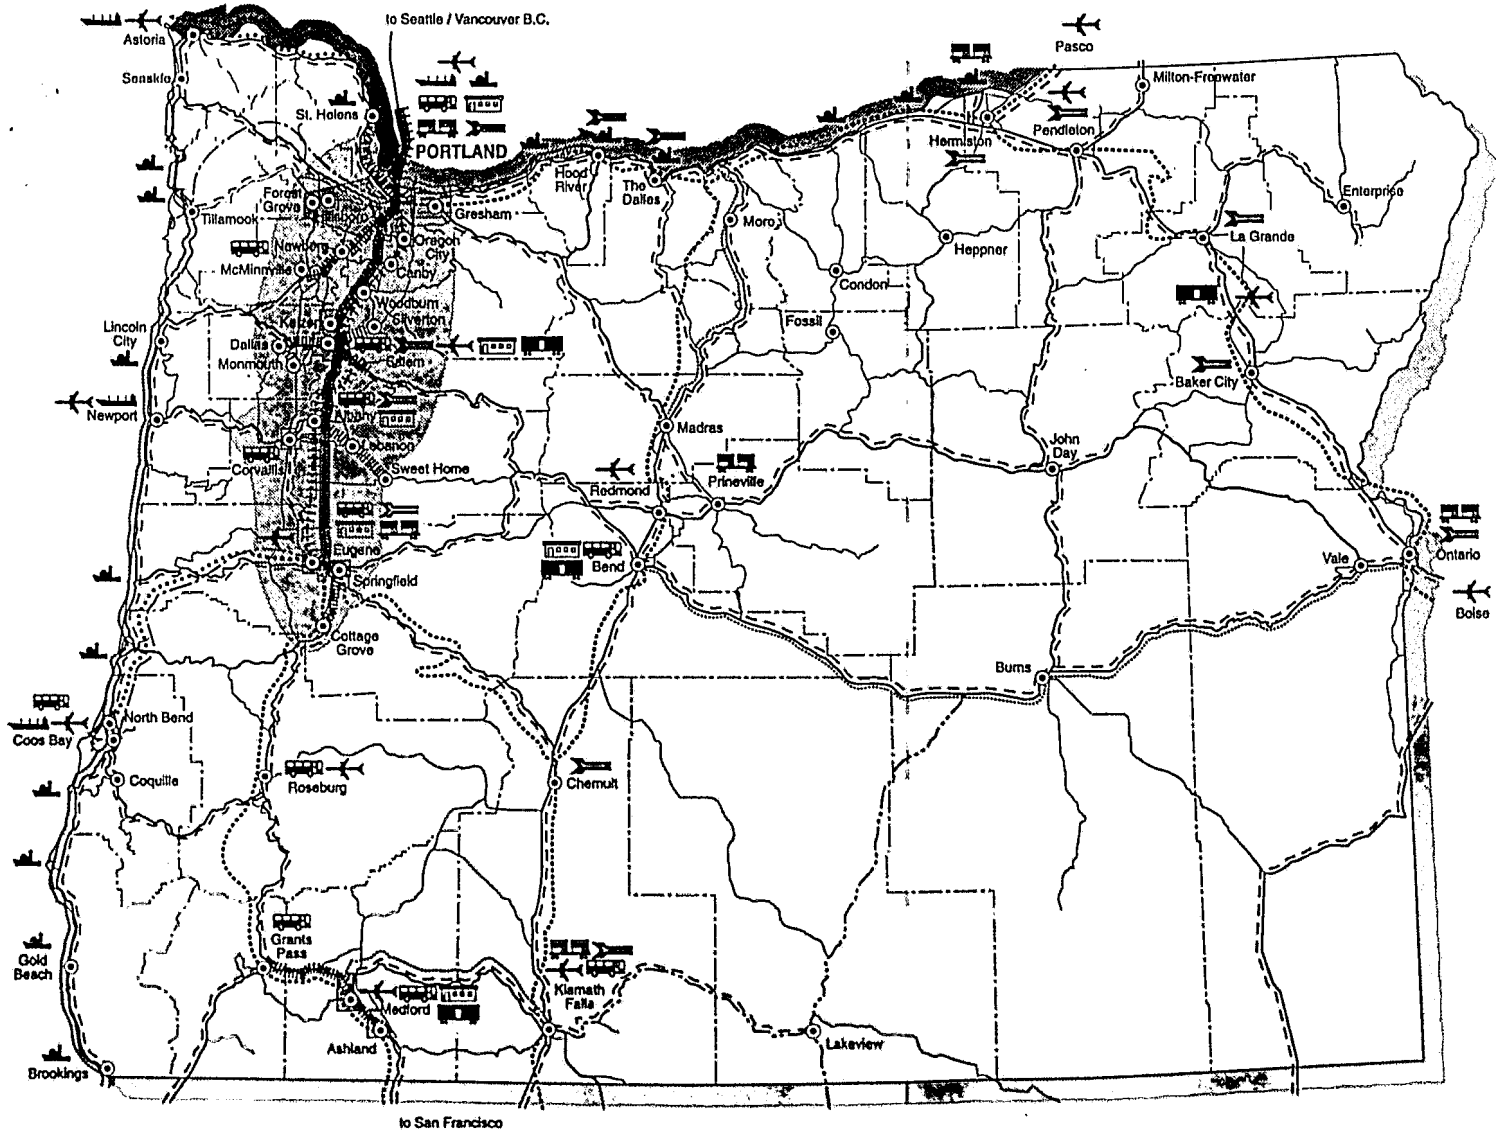 to Seattle / Vancouver B.C.
Astoria
Pasco
Seaside
Milton-Freewater
St. Helens
PORTLAND
Hermiston
Pendleton
Hood
River
The
Dalles
Forest
Grove
Hillsboro
Gresham
Tillamook
Moro
Enterprise
Newberg
Oregon
City
Heppner
La Grande
McMinnville
Canby
Condon
Woodburn
Silverton
Keizer
Fossil
Lincoln
City
Dallas
Salem
Monmouth
Baker City
Newport
Albany
Madras
Lebanon
John
Day
Corvallis
Sweet Home
Redmond
Prineville
Eugene
Bend
Vale
Ontario
Springfield
Boise
Cottage
Grove
Burns
North Bend
Coos Bay
Coquille
Roseburg
Chemult
Grants
Pass
Gold
Beach
Klamath
Falls
Medford
Ashland
Lakeview
Brookings
to San Francisco